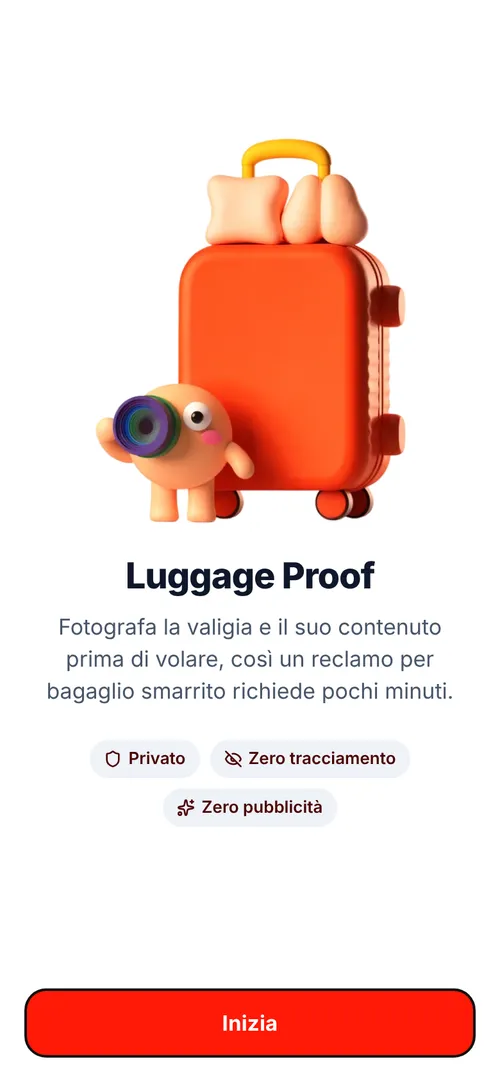 Luggage Proof
Fotografa la valigia e il suo contenuto
prima di volare, così un reclamo per
bagaglio smarrito richiede pochi minuti.
Privato
Zero tracciamento
Zero pubblicità
Inizia